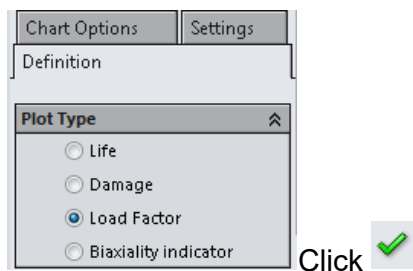 Chart Options Settings
Definition
Plot Type
Life
Damage
Load Factor
Biaxiality indicator
Click